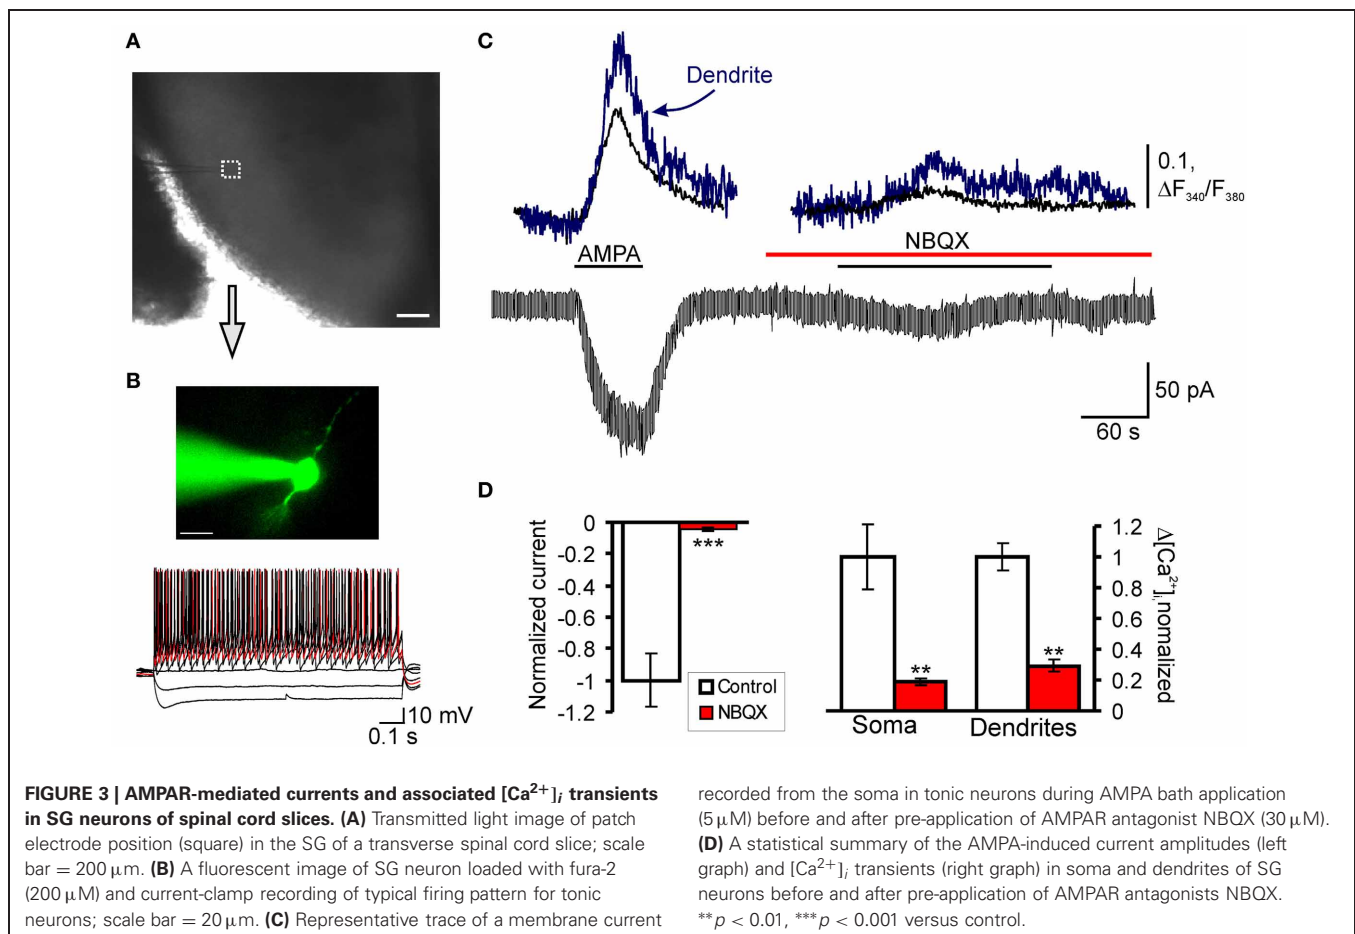 A
B
C
Dendrite
0.1,
ΔF340/F380
AMPA
NBQX
50 pA
60 s
10 mV
0.1 s
D
Normalized current
0
-0.2
-0.4
-0.6
-0.8
-1
-1.2
***
Control
NBQX
**
**
Soma
Dendrites
1.2
1
0.8
0.6
0.4
0.2
0
Δ[Ca2+]i, nomalized
FIGURE 3 | AMPAR-mediated currents and associated [Ca2+]i transients
in SG neurons of spinal cord slices. (A) Transmitted light image of patch
electrode position (square) in the SG of a transverse spinal cord slice; scale
bar = 200 μm. (B) A fluorescent image of SG neuron loaded with fura-2
(200 μM) and current-clamp recording of typical firing pattern for tonic
neurons; scale bar = 20 μm. (C) Representative trace of a membrane current
recorded from the soma in tonic neurons during AMPA bath application
(5 μM) before and after pre-application of AMPAR antagonist NBQX (30 μM).
(D) A statistical summary of the AMPA-induced current amplitudes (left
graph) and [Ca2+]i transients (right graph) in soma and dendrites of SG
neurons before and after pre-application of AMPAR antagonists NBQX.
**p < 0.01, ***p < 0.001 versus control.